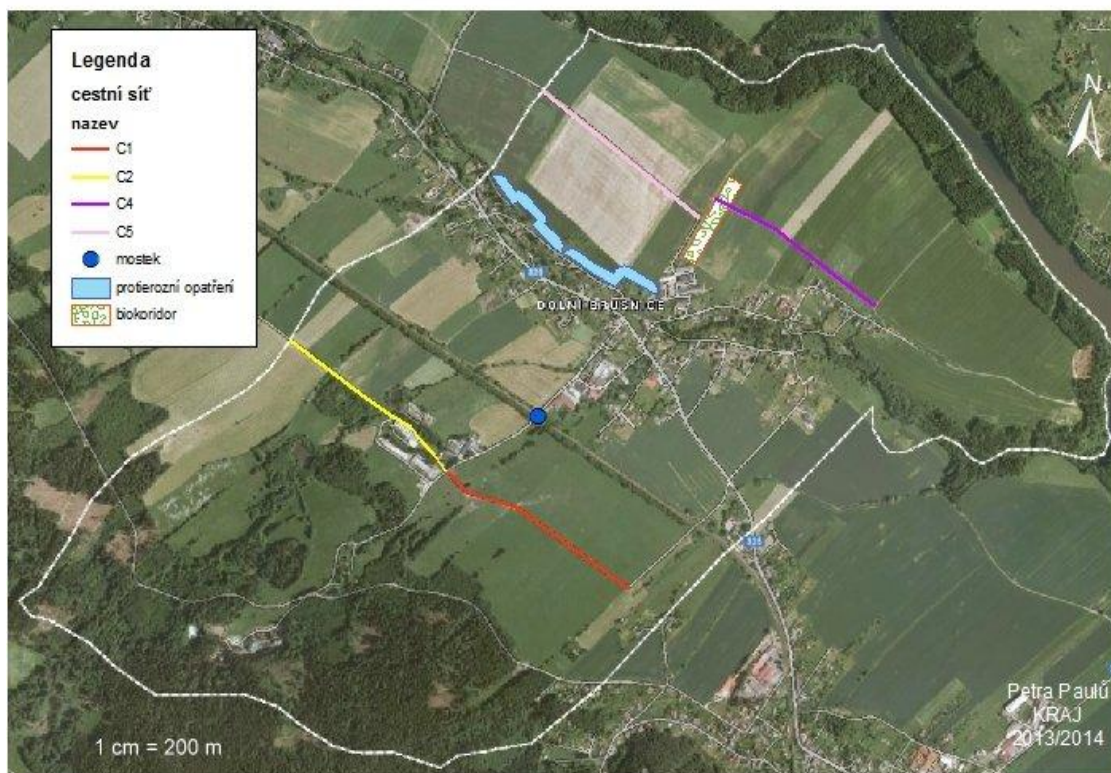 Legenda
cestní síť
nazev
C1
C2
C4
C5
mostek
protierozní opatření
biokoridor
N
DOLNÍ BRUSNICE
1 cm = 200 m
Petra Paulů
KRAJ
2013/2014